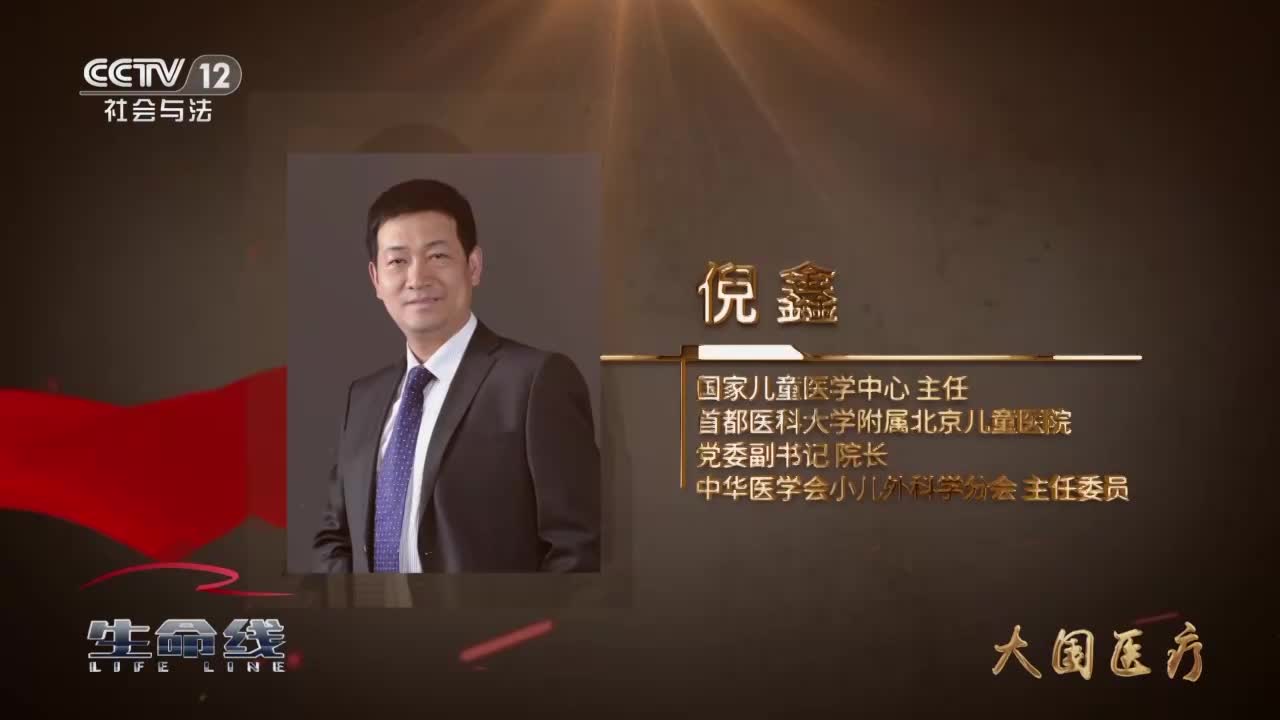 CCTV 12
社会与法
倪鑫
国家儿童医学中心 主任
首都医科大学附属北京儿童医院
党委副书记 院长
中华医学会小儿外科学分会 主任委员
生命线
LIFE LINE
大国医疗